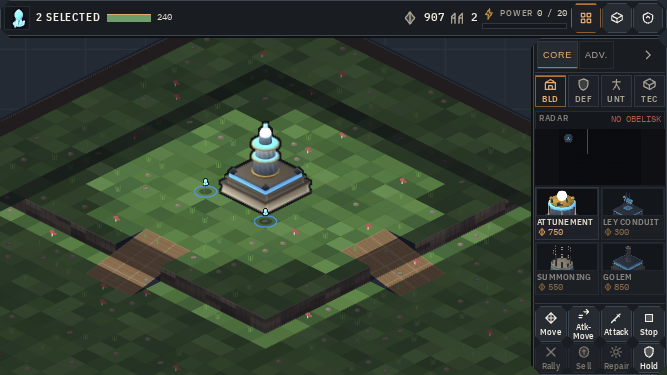 2 SELECTED 240 907 2 POWER 0 / 20
CORE ADV.
BLD DEF UNT TEC
RADAR NO OBELISK
ATTUNEMENT LEY CONDUIT
750 300
SUMMONING GOLEM
550 850
Move Atk-Move Attack Stop
Rally Sell Repair Hold